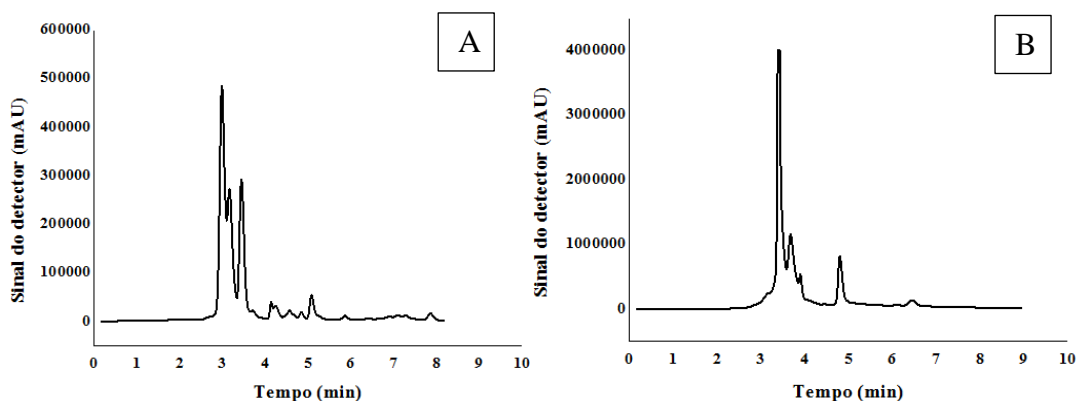 A
Sinal do detector (mAU)
600000
500000
400000
300000
200000
100000
0
0 1 2 3 4 5 6 7 8 9 10
Tempo (min)
B
Sinal do detector (mAU)
4000000
3000000
2000000
1000000
0
0 1 2 3 4 5 6 7 8 9 10
Tempo (min)